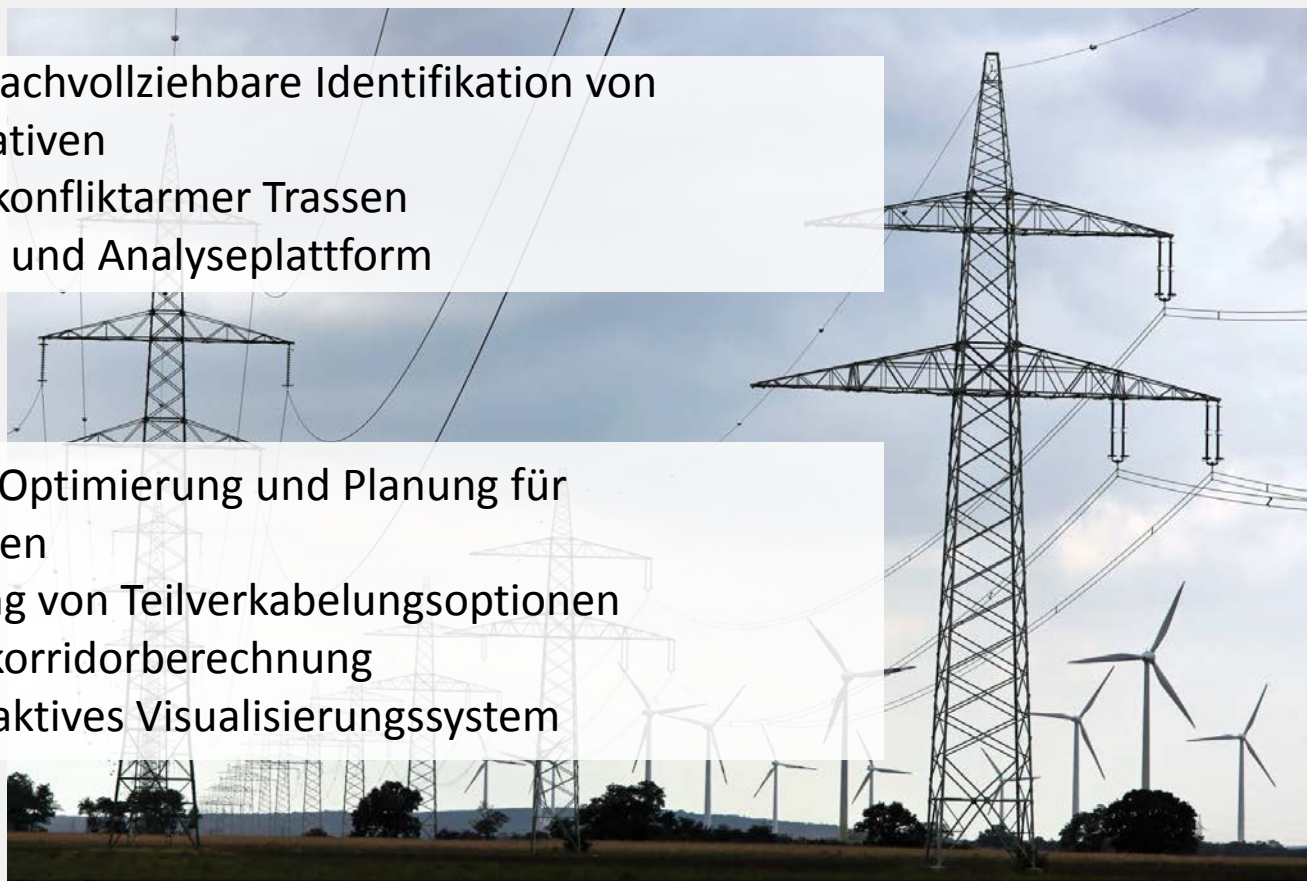 achvollziehbare Identifikation von
ativen
konfliktarmer Trassen
und Analyseplattform
Optimierung und Planung für
en
g von Teilverkabelungsoptionen
korridorberechnung
aktives Visualisierungssystem